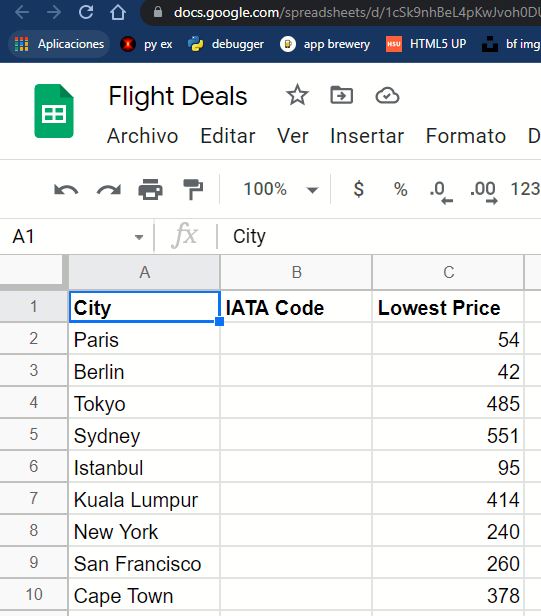 docs.google.com/spreadsheets/d/1cSk9nhBeL4pKwJvoh0DU
Aplicaciones py ex debugger app brewery HSU HTML5 UP bf img
Flight Deals
Archivo Editar Ver Insertar Formato D
100% $ % .0 .00 123
A1 fx City
A B C
1 City IATA Code Lowest Price
2 Paris 54
3 Berlin 42
4 Tokyo 485
5 Sydney 551
6 Istanbul 95
7 Kuala Lumpur 414
8 New York 240
9 San Francisco 260
10 Cape Town 378